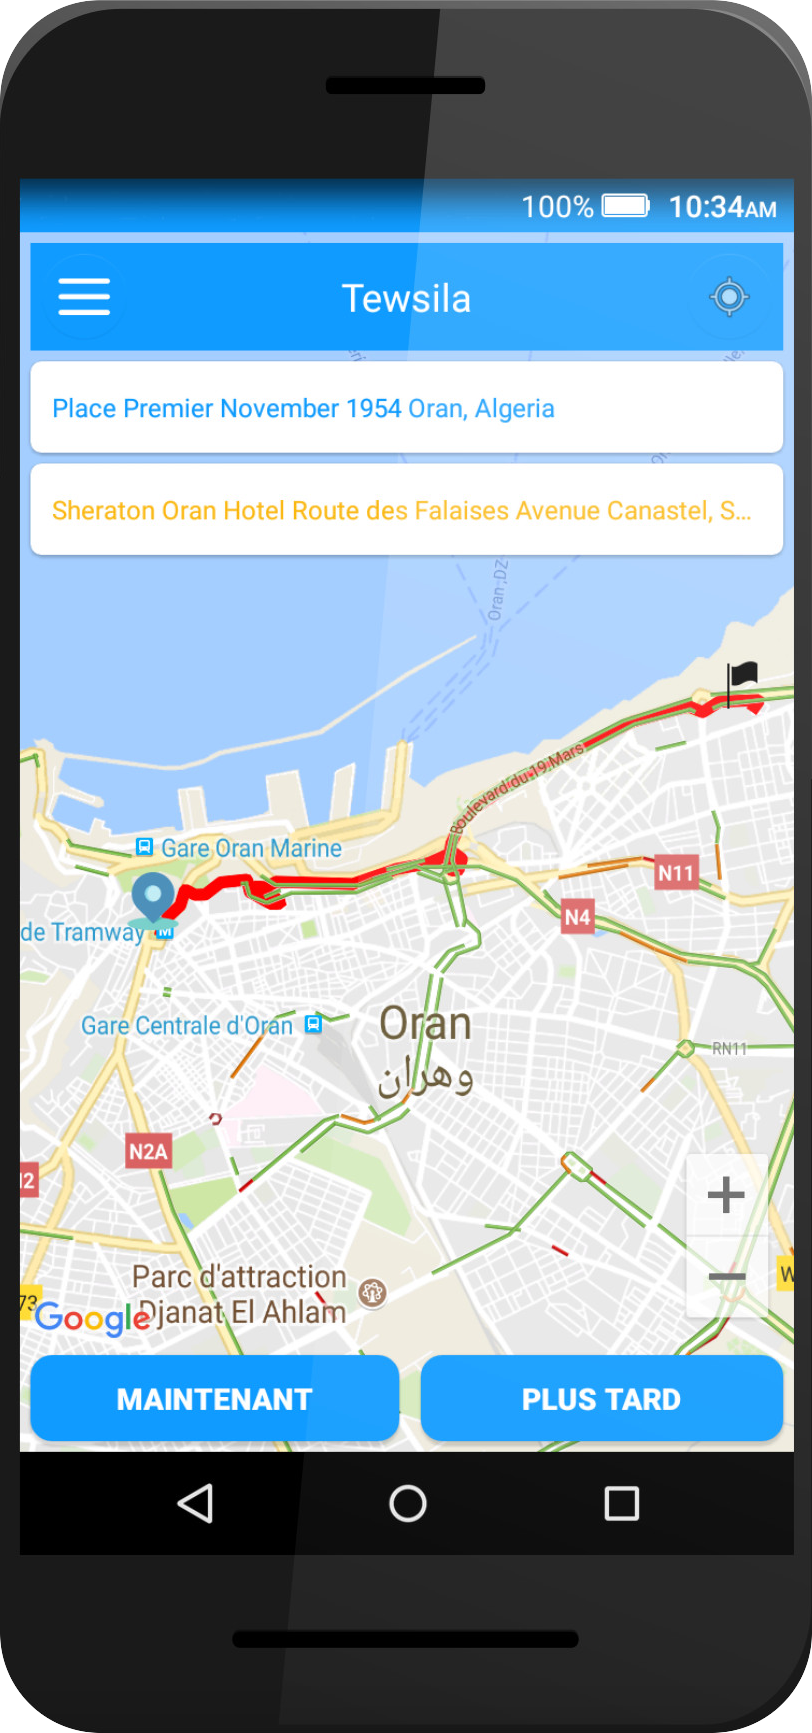 100% 10:34AM
Tewsila
Place Premier November 1954 Oran, Algeria
Sheraton Oran Hotel Route des Falaises Avenue Canastel, S...
Oran ,DZ
Boulevard du 19 Mars
Gare Oran Marine
N11
N4
de Tramway
M
Gare Centrale d'Oran
Oran
وهران
RN11
N2A
12
+
Parc d'attraction
Djanat El Ahlam
−
W
73
Google
MAINTENANT
PLUS TARD